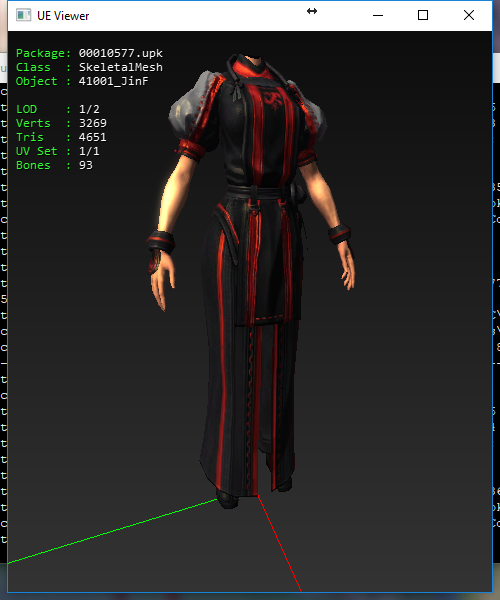 UE Viewer
Package: 00010577.upk
Class : SkeletalMesh
Object : 41001_JinF
LOD : 1/2
Verts : 3269
Tris : 4651
UV Set : 1/1
Bones : 93